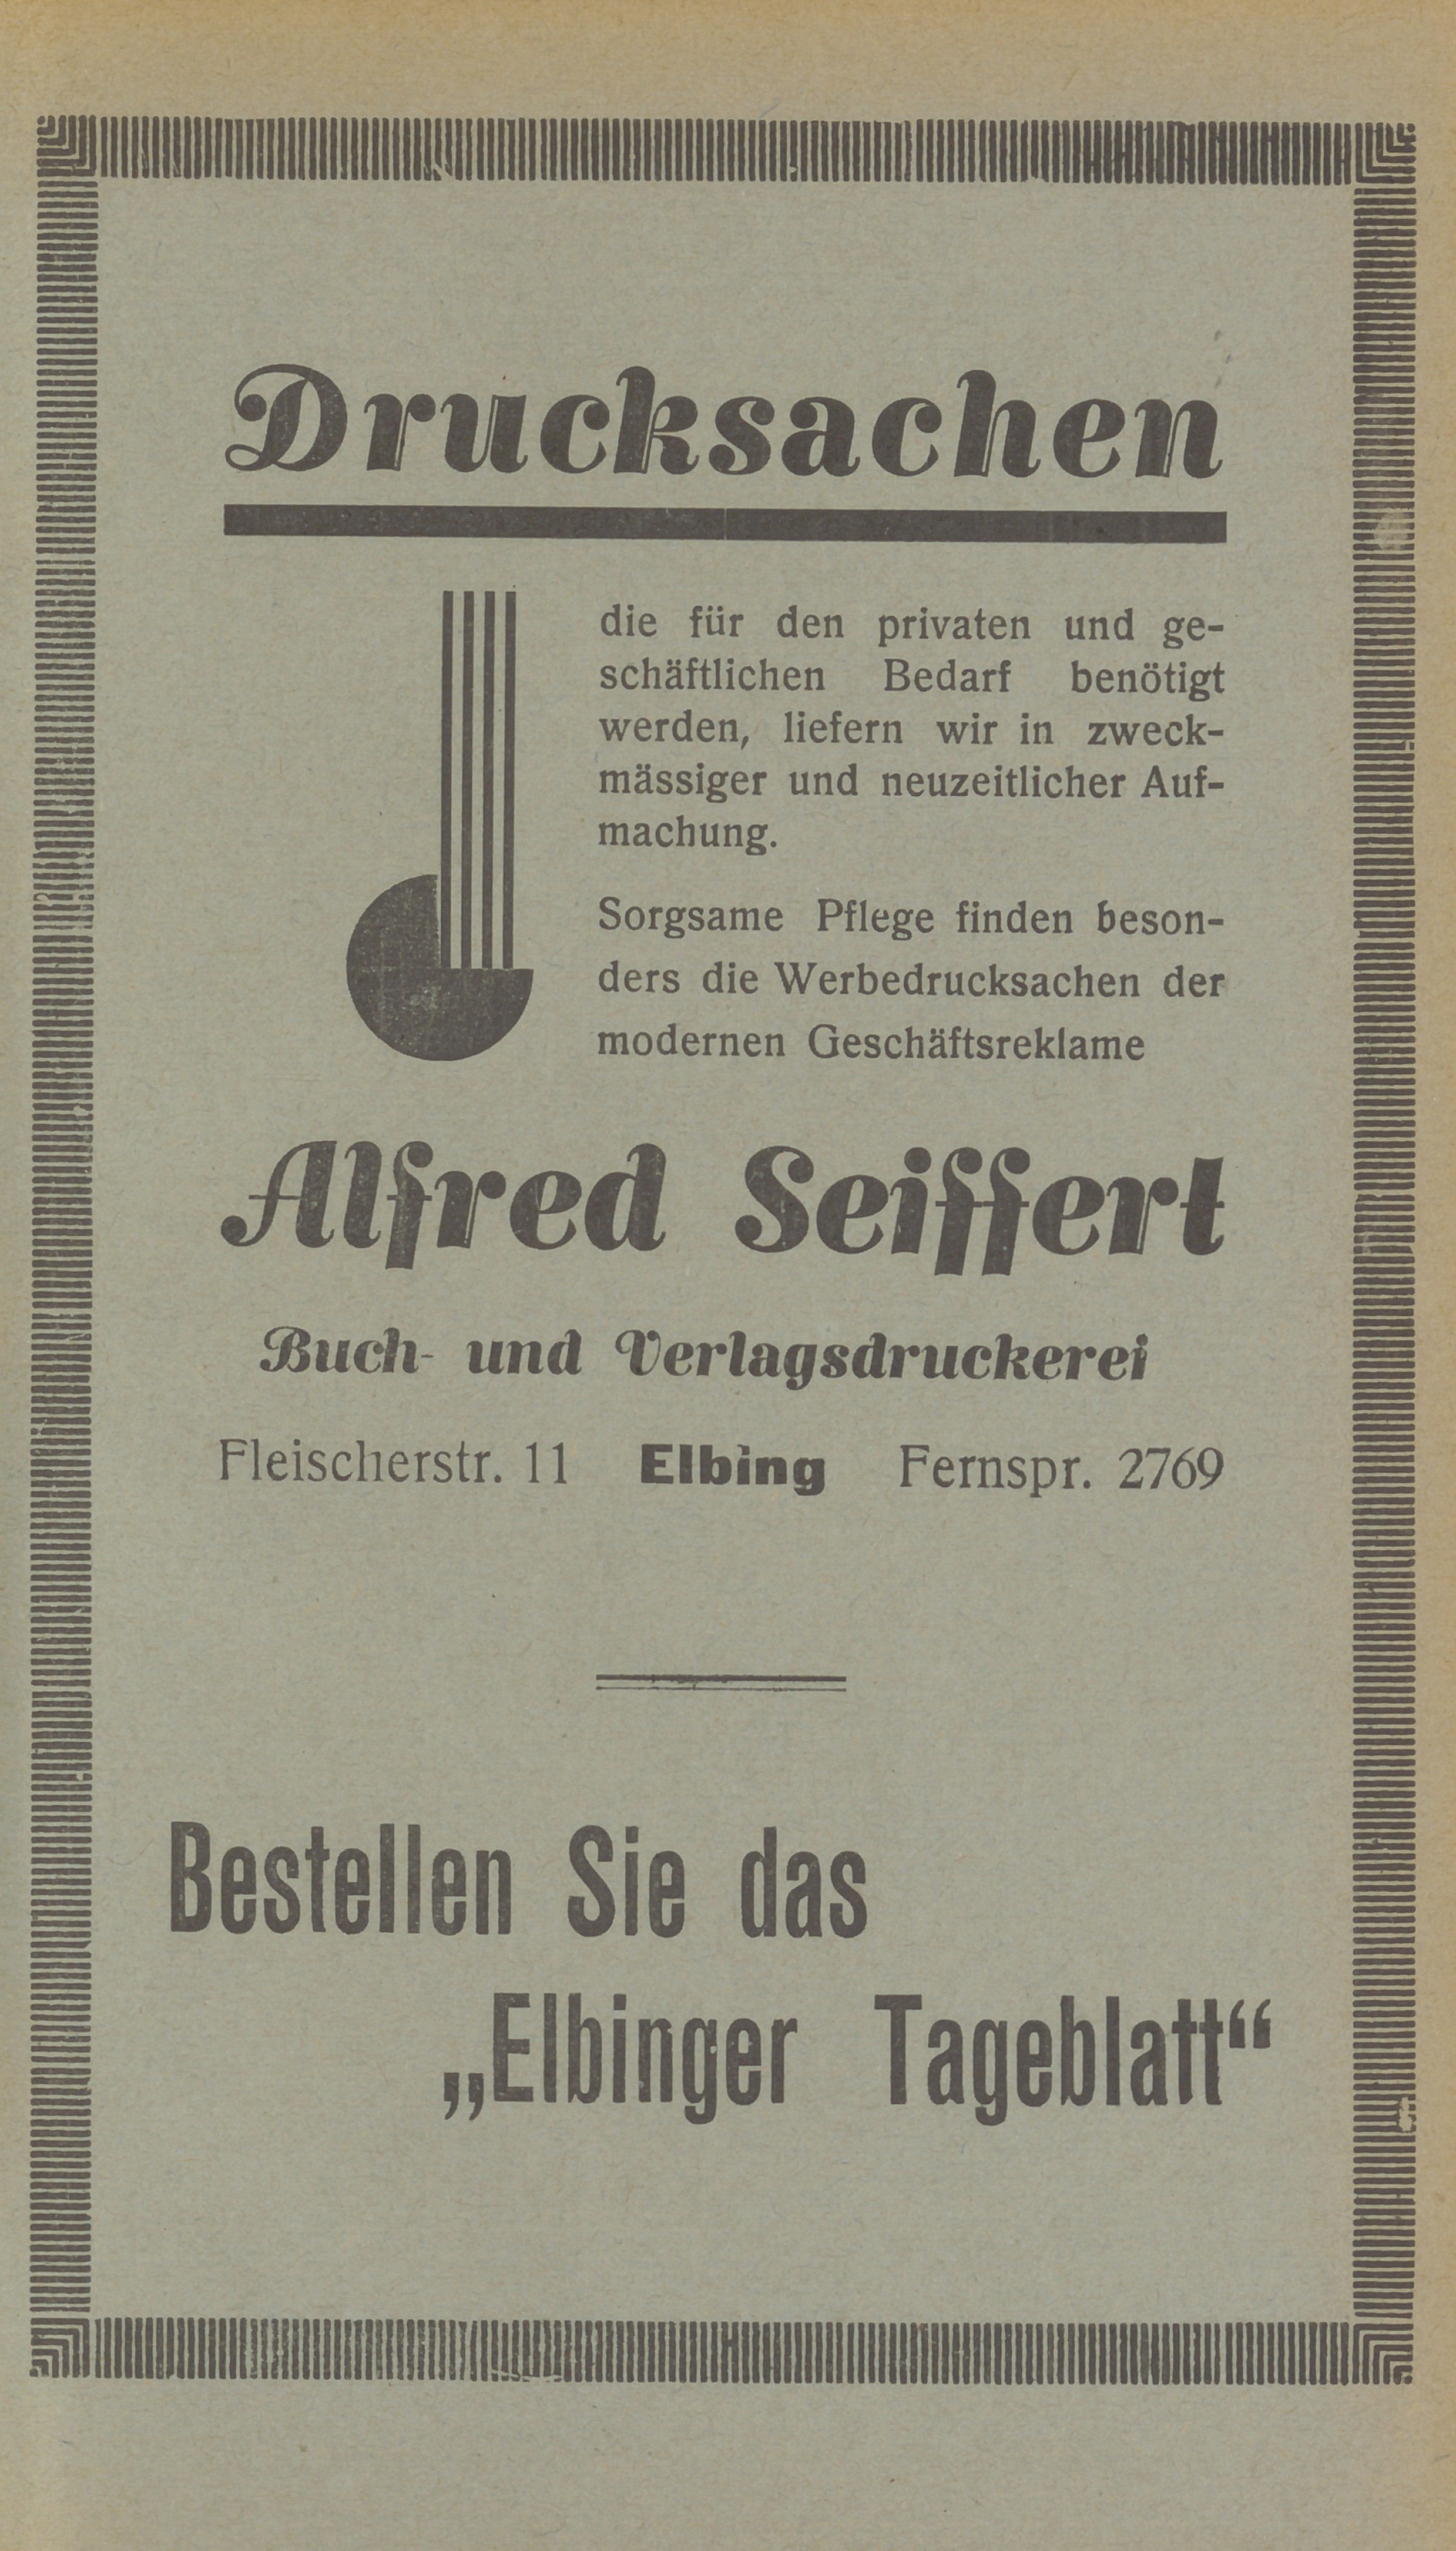 Drucksachen
die für den privaten und ge-
schäftlichen Bedarf benötigt
werden, liefern wir in zweck-
mässiger und neuzeitlicher Auf-
machung.
Sorgsame Pflege finden beson-
ders die Werbedrucksachen der
modernen Geschäftsreklame
Alfred Seiffert
Buch- und Verlagsdruckerei
Fleischerstr. 11 Elbing Fernspr. 2769
Bestellen Sie das
„Elbinger Tageblatt“